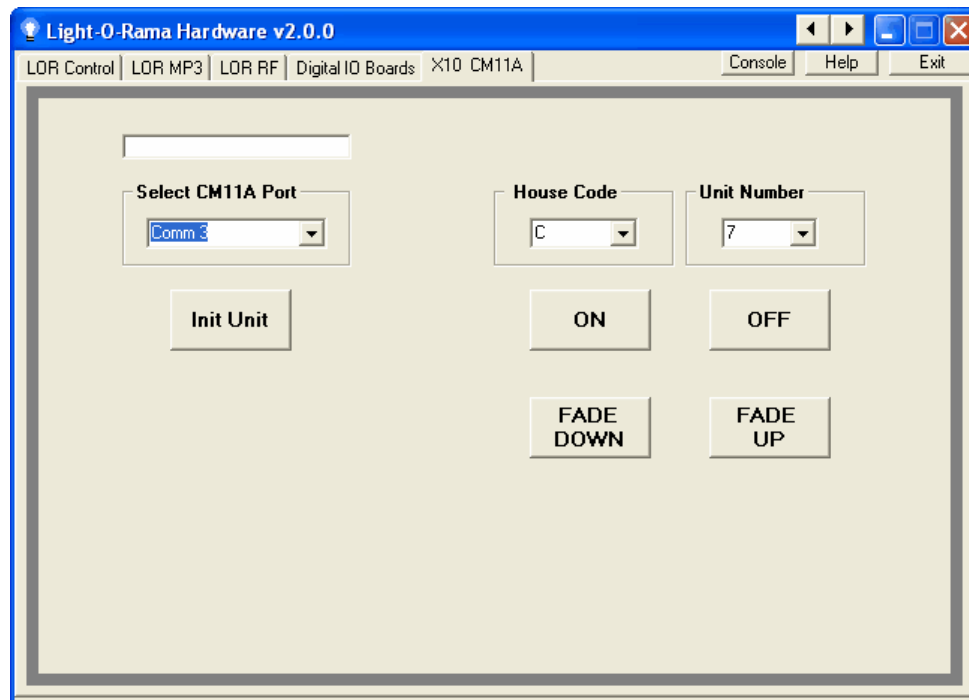 Light-O-Rama Hardware v2.0.0
LOR Control LOR MP3 LOR RF Digital IO Boards X10 CM11A Console Help Exit
Select CM11A Port House Code Unit Number
Comm 3 C 7
Init Unit ON OFF
FADE DOWN FADE UP